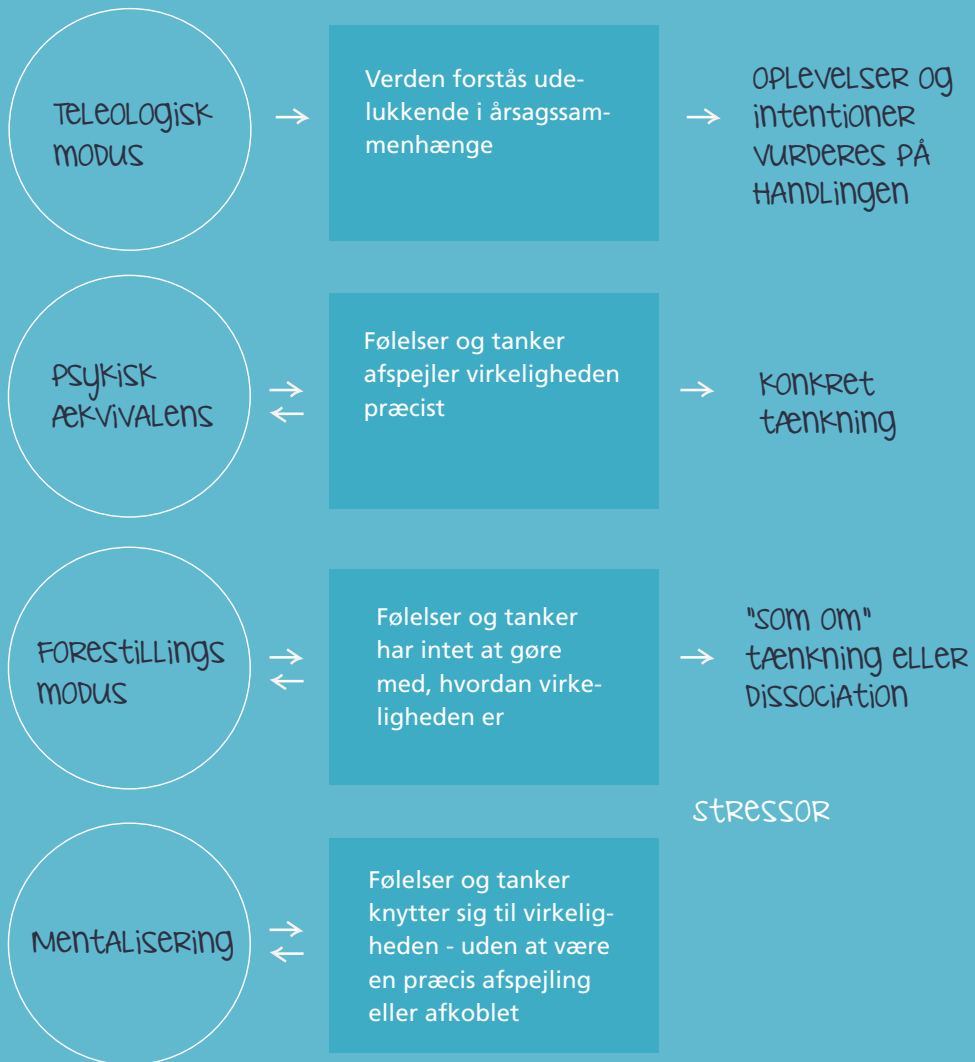 Teleologisk
modus
Verden forstås ude-
lukkende i årsagssam-
menhænge
Oplevelser og
intentioner
vurderes på
handlingen
Psykisk
ækvivalens
Følelser og tanker
afspejler virkeligheden
præcist
Konkret
tænkning
Forestillings
modus
Følelser og tanker
har intet at gøre
med, hvordan virke-
ligheden er
"Som om"
tænkning eller
dissociation
Stressor
Mentalisering
Følelser og tanker
knytter sig til virkelig-
heden - uden at være
en præcis afspejling
eller afkoblet